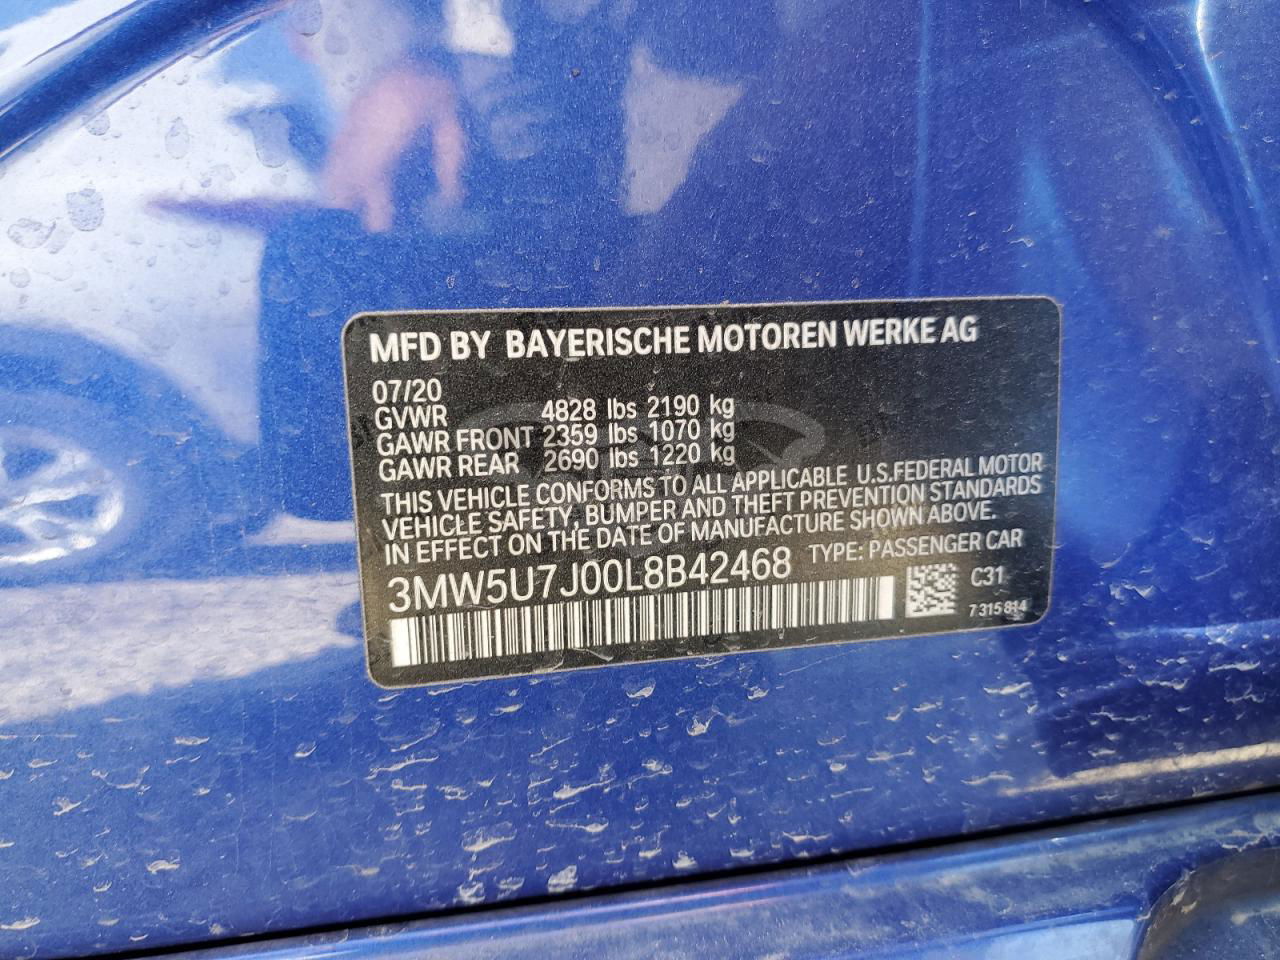 MFD BY BAYERISCHE MOTOREN WERKE AG
07/20
GVWR 4828 lbs 2190 kg
GAWR FRONT 2359 lbs 1070 kg
GAWR REAR 2690 lbs 1220 kg
THIS VEHICLE CONFORMS TO ALL APPLICABLE U.S.FEDERAL MOTOR
VEHICLE SAFETY, BUMPER AND THEFT PREVENTION STANDARDS
IN EFFECT ON THE DATE OF MANUFACTURE SHOWN ABOVE.
3MW5U7J00L8B42468 TYPE: PASSENGER CAR
C31
7 315 814